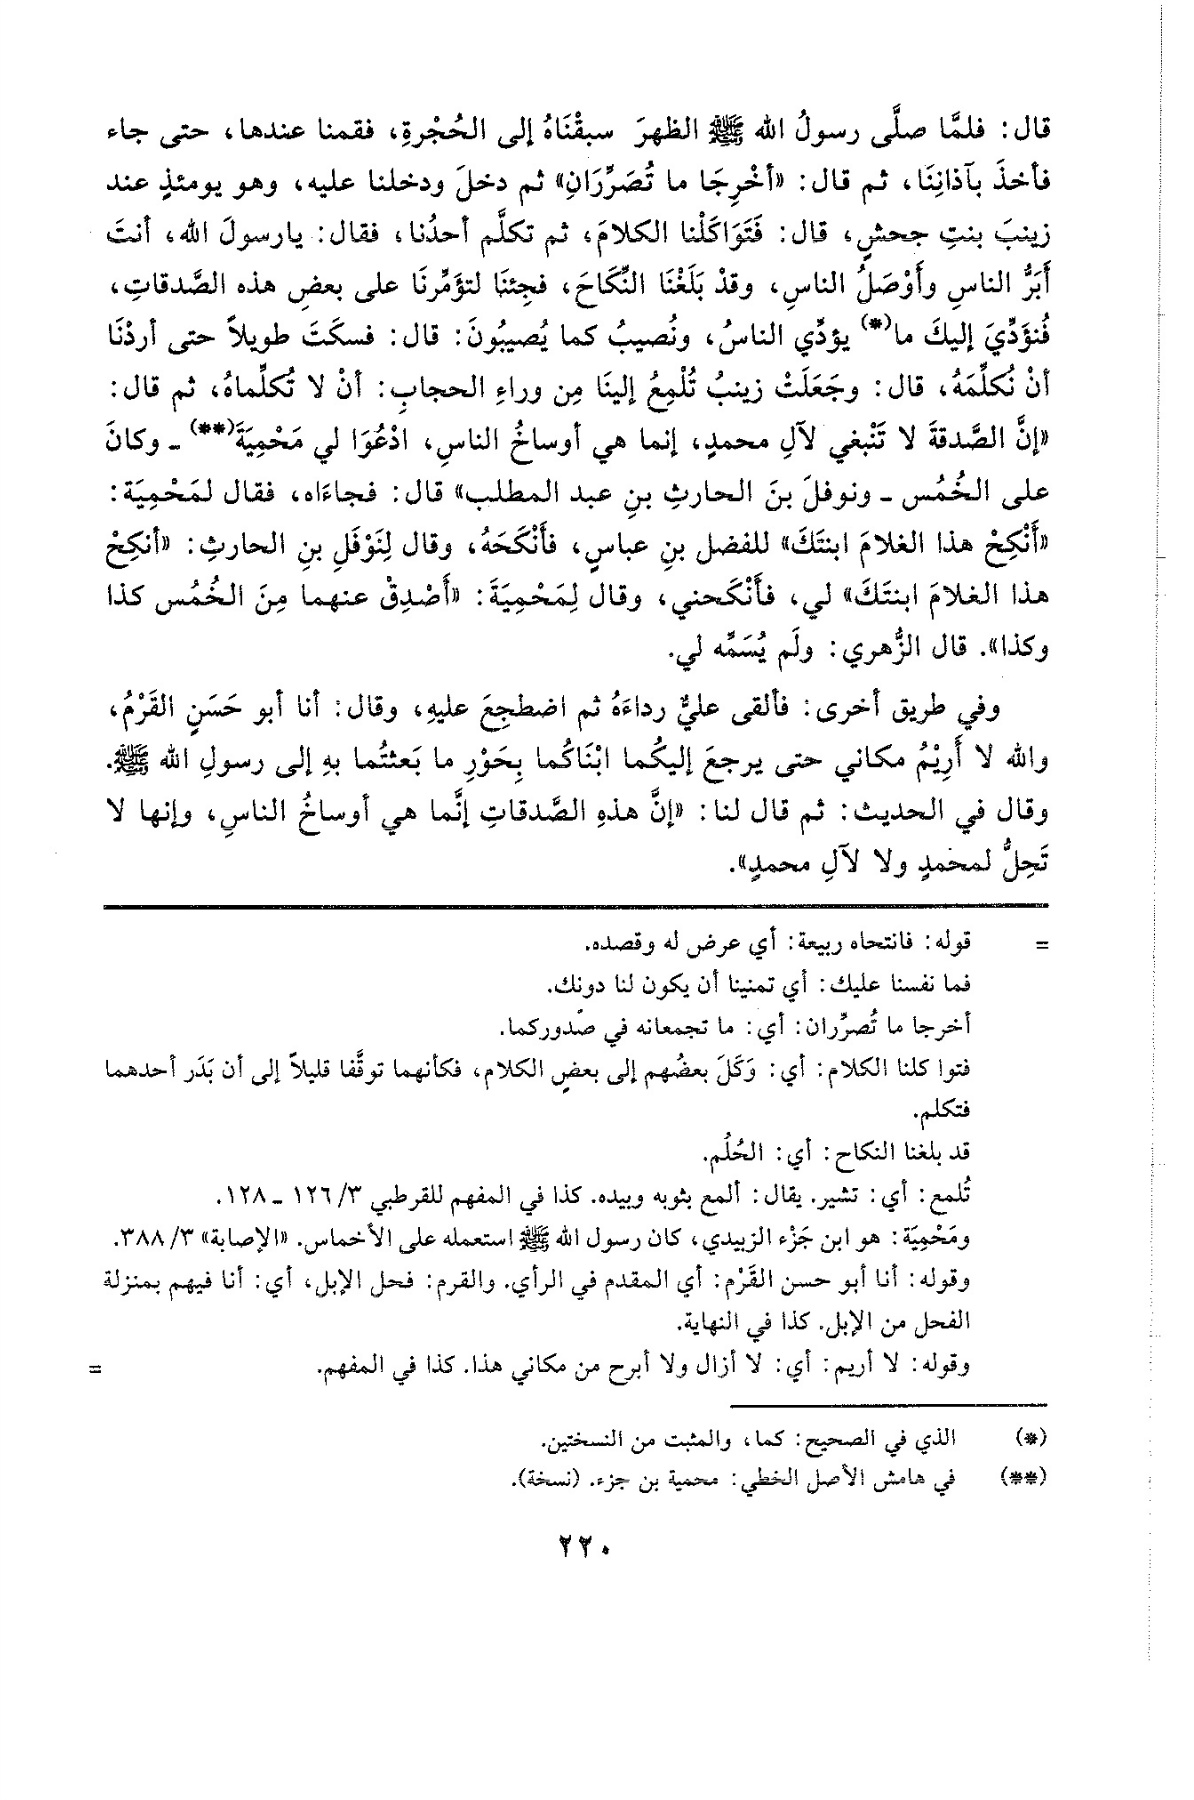 قال: فلمَّا صلَّى رسولُ الله ﷺ الظهرَ سبقْنَاهُ إلى الحُجْرةِ، فقمنا عندها، حتى جاء
فأخذَ بآذانِنَا، ثم قال: «أخْرِجَا ما تُصَرِّرَانِ» ثم دخلَ ودخلنا عليه، وهو يومئذٍ عند
زينبَ بنتِ جحشٍ، قال: فَتَوَاكَلْنا الكلامَ، ثم تكلَّم أحدُنا، فقال: يارسولَ الله، أنتَ
أَبَرُّ الناسِ وأَوْصَلُ الناسِ، وقدْ بَلَغْنَا النِّكاحَ، فجِئنَا لتؤَمِّرنَا على بعضِ هذه الصَّدقاتِ،
فُنؤَدِّيَ إليكَ ما(*) يؤدِّي الناسُ، ونُصيبُ كما يُصيبُونَ: قال: فسكَتَ طويلاً حتى أردْنَا
أنْ نُكلِّمَهُ، قال: وجَعَلَتْ زينبُ تُلْمِعُ إلينَا مِن وراءِ الحجابِ: أنْ لا تُكلِّماهُ، ثم قال:
«إنَّ الصَّدقةَ لا تَنْبغي لآلِ محمدٍ، إنما هي أوساخُ الناسِ، ادْعُوَا لي مَحْمِيَةَ(**) ـ وكانَ
على الخُمُس ـ ونوفلَ بنَ الحارثِ بنِ عبد المطلب» قال: فجاءَاه، فقال لمَحْمِيَة:
«أَنْكِحْ هذا الغلامَ ابنتَكَ» للفضل بنِ عباسٍ، فأَنْكَحَهُ، وقال لِنَوْفَلِ بنِ الحارثِ: «أنكِحْ
هذا الغلامَ ابنتَكَ» لي، فأَنْكَحني، وقال لِمَحْمِيَةَ: «أَصْدِقْ عنهما مِنَ الخُمُس كذا
وكذا». قال الزُّهري: ولَم يُسَمِّه لي.
وفي طريق أخرى: فألقى عليٌّ رداءَهُ ثم اضطجِعَ عليهِ، وقال: أنا أبو حَسَنٍ القَرْمُ،
والله لا أَرِيْمُ مكاني حتى يرجعَ إليكُما ابْنَاكُما بِحَوْرِ ما بَعثتُما بهِ إلى رسولِ الله ﷺ.
وقال في الحديث: ثم قال لنا: «إنَّ هذهِ الصَّدقاتِ إنَّما هي أوساخُ الناسِ، وإنها لا
تَحِلُّ لمحمدٍ ولا لآلِ محمدٍ».
= قوله: فانتحاه ربيعة: أي عرض له وقصده.
فما نفسنا عليك: أي تمنينا أن يكون لنا دونك.
أخرجا ما تُصرِّران: أي: ما تجمعانه في صدوركما.
فتوا كلنا الكلام: أي: وَكَلَ بعضُهم إلى بعضٍ الكلام، فكأنهما توقَّفا قليلاً إلى أن بَدَر أحدهما
فتكلم.
قد بلغنا النكاح: أي: الحُلُم.
تُلمع: أي: تشير. يقال: ألمع بثوبه وبيده. كذا في المفهم للقرطبي ٣/ ١٢٦ ـ ١٢٨.
ومَحْمِيَة: هو ابن جَزْء الزبيدي، كان رسول الله ﷺ استعمله على الأخماس. «الإصابة» ٣/ ٣٨٨.
وقوله: أنا أبو حسن القَرْم: أي المقدم في الرأي. والقرم: فحل الإبل، أي: أنا فيهم بمنزلة
الفحل من الإبل. كذا في النهاية.
وقوله: لا أريم: أي: لا أزال ولا أبرح من مكاني هذا. كذا في المفهم. =
(*) الذي في الصحيح: كما، والمثبت من النسختين.
(**) في هامش الأصل الخطي: محمية بن جزء. (نسخة).
٢٢٠